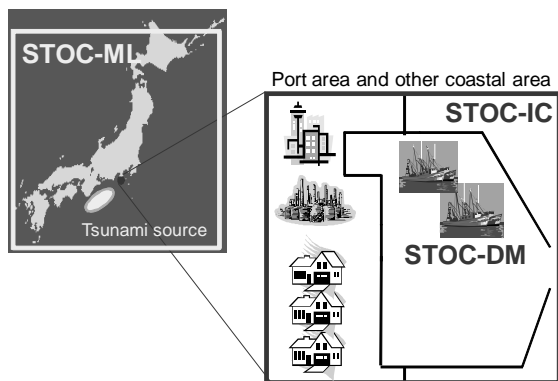 STOC-ML
Tsunami source
Port area and other coastal area
STOC-IC
STOC-DM